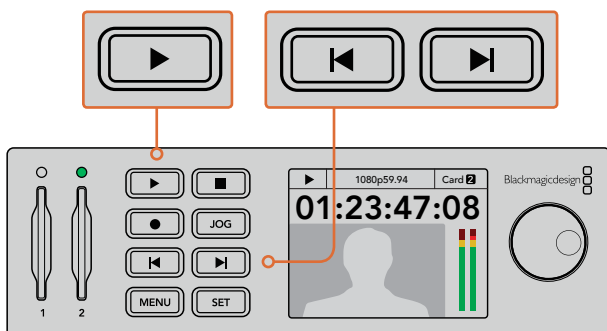 1080p59.94 Card 2
Blackmagicdesign
01:23:47:08
JOG
MENU SET
1 2